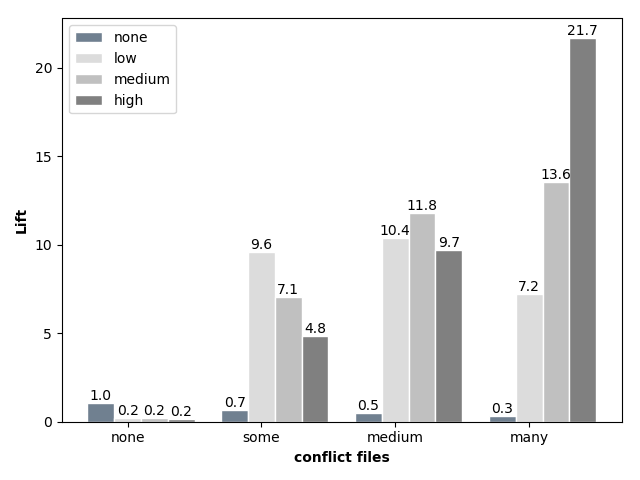 none
low
medium
high
Lift
20
15
10
5
0
1.0
0.2
0.2
0.2
0.7
9.6
7.1
4.8
0.5
10.4
11.8
9.7
0.3
7.2
13.6
21.7
none
some
medium
many
conflict files